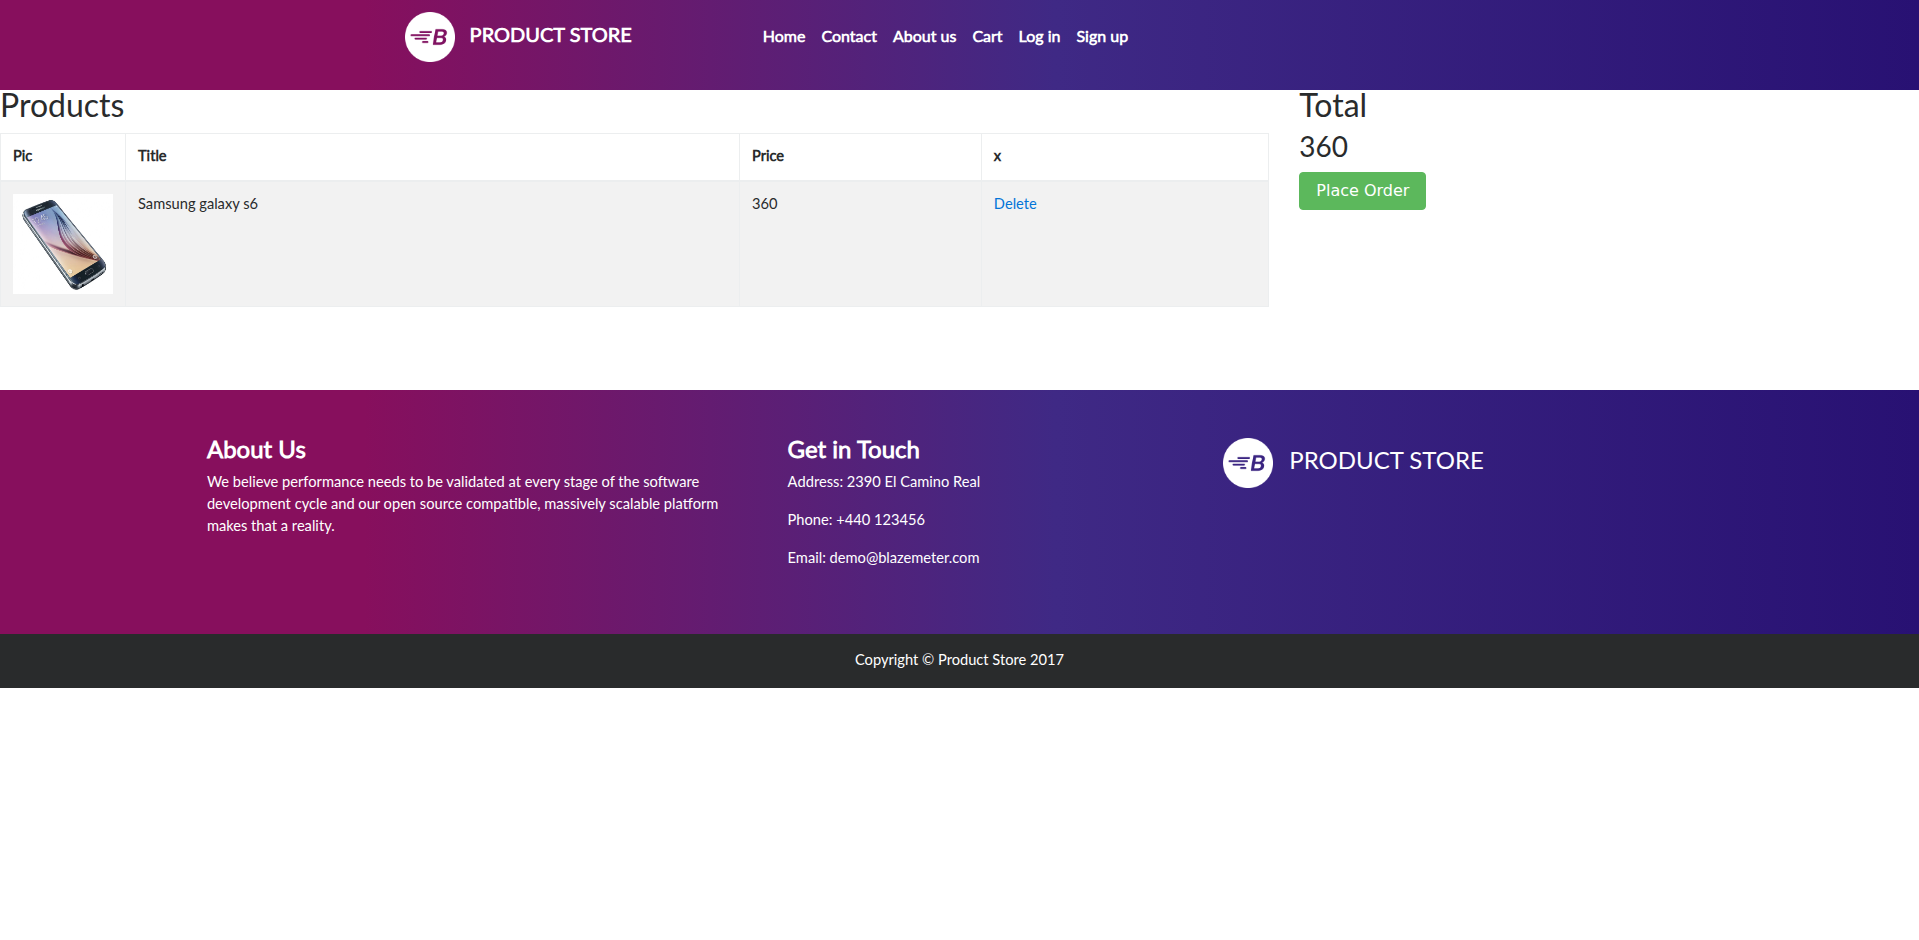 B PRODUCT STORE
Home Contact About us Cart Log in Sign up
Products
Pic Title Price x
Samsung galaxy s6 360 Delete
Total
360
Place Order
About Us
We believe performance needs to be validated at every stage of the software
development cycle and our open source compatible, massively scalable platform
makes that a reality.
Get in Touch
Address: 2390 El Camino Real
Phone: +440 123456
Email: demo@blazemeter.com
B PRODUCT STORE
Copyright © Product Store 2017